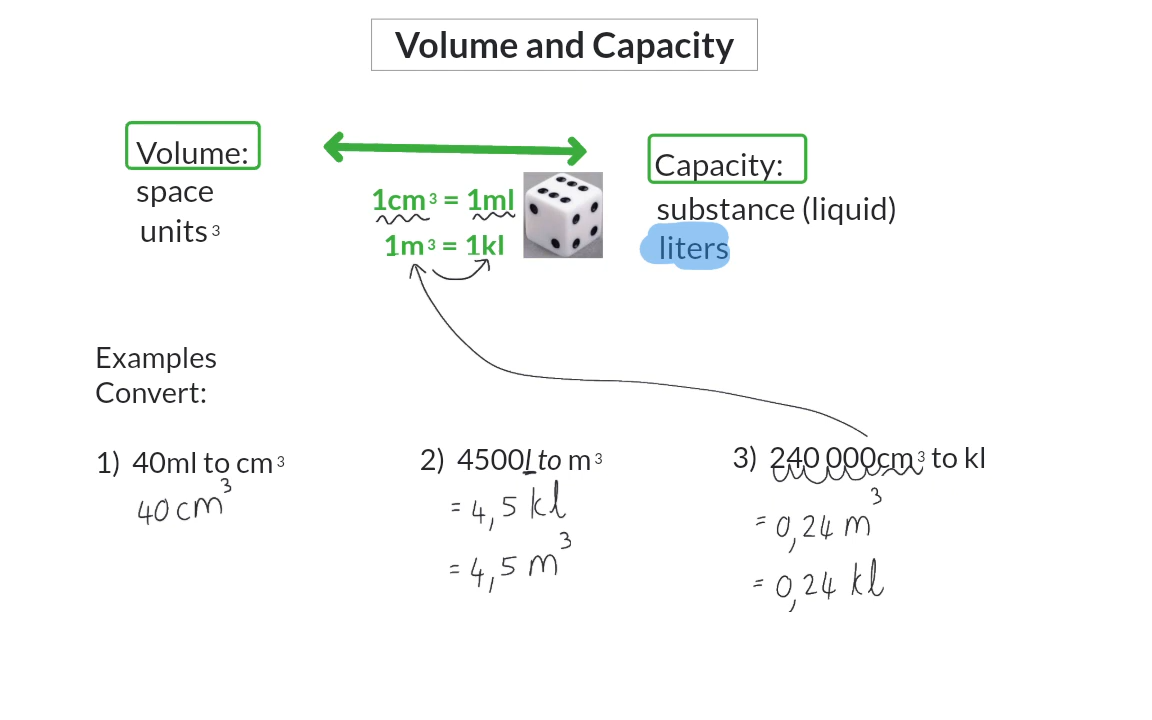 Volume and Capacity
Volume:
space
units³
1cm³ = 1ml
1m³ = 1kl
Capacity:
substance (liquid)
liters
Examples
Convert:
1) 40ml to cm³
40 cm³
2) 4500l to m³
= 4,5 kl
= 4,5 m³
3) 240 000cm³ to kl
= 0,24 m³
= 0,24 kl